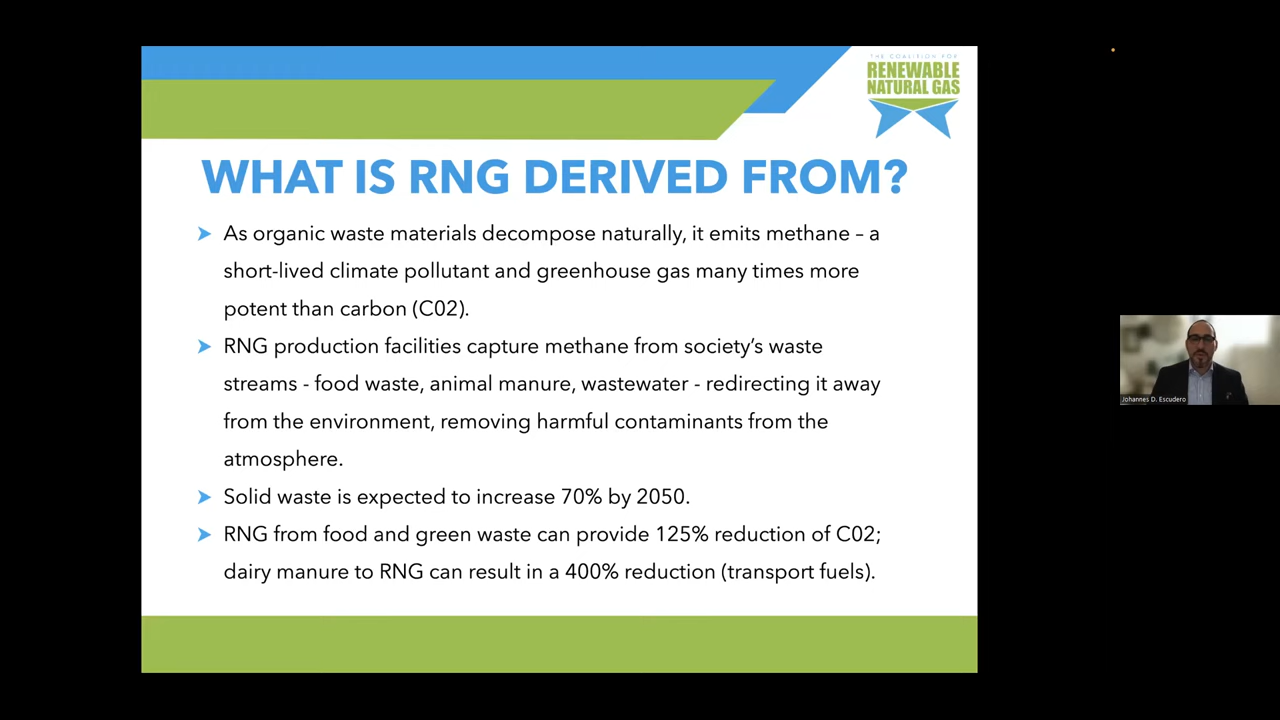 THE COALITION FOR
RENEWABLE
NATURAL GAS
WHAT IS RNG DERIVED FROM?
As organic waste materials decompose naturally, it emits methane – a
short-lived climate pollutant and greenhouse gas many times more
potent than carbon (C02).
RNG production facilities capture methane from society’s waste
streams - food waste, animal manure, wastewater - redirecting it away
from the environment, removing harmful contaminants from the
atmosphere.
Solid waste is expected to increase 70% by 2050.
RNG from food and green waste can provide 125% reduction of C02;
dairy manure to RNG can result in a 400% reduction (transport fuels).
Johannes D. Escudero